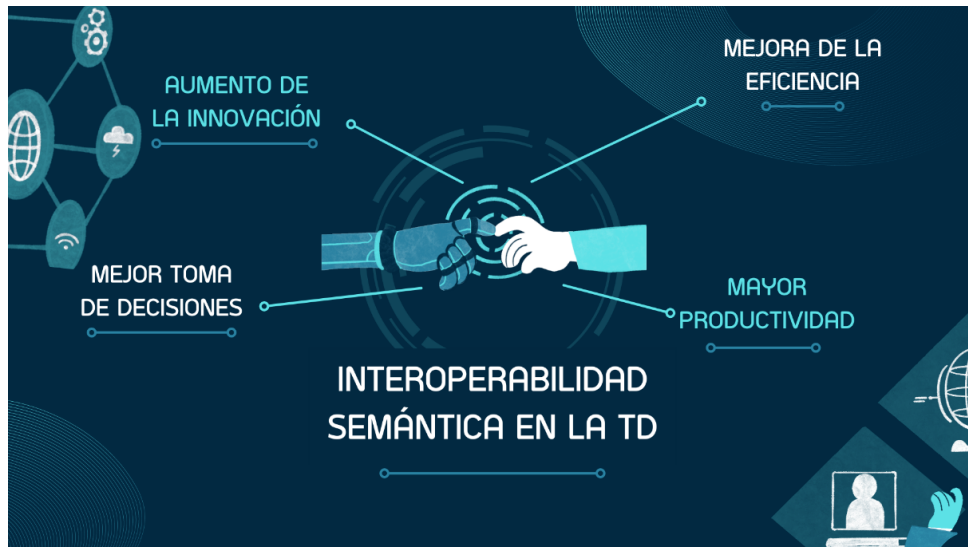 AUMENTO DE
LA INNOVACIÓN
MEJORA DE LA
EFICIENCIA
MEJOR TOMA
DE DECISIONES
MAYOR
PRODUCTIVIDAD
INTEROPERABILIDAD
SEMÁNTICA EN LA TD